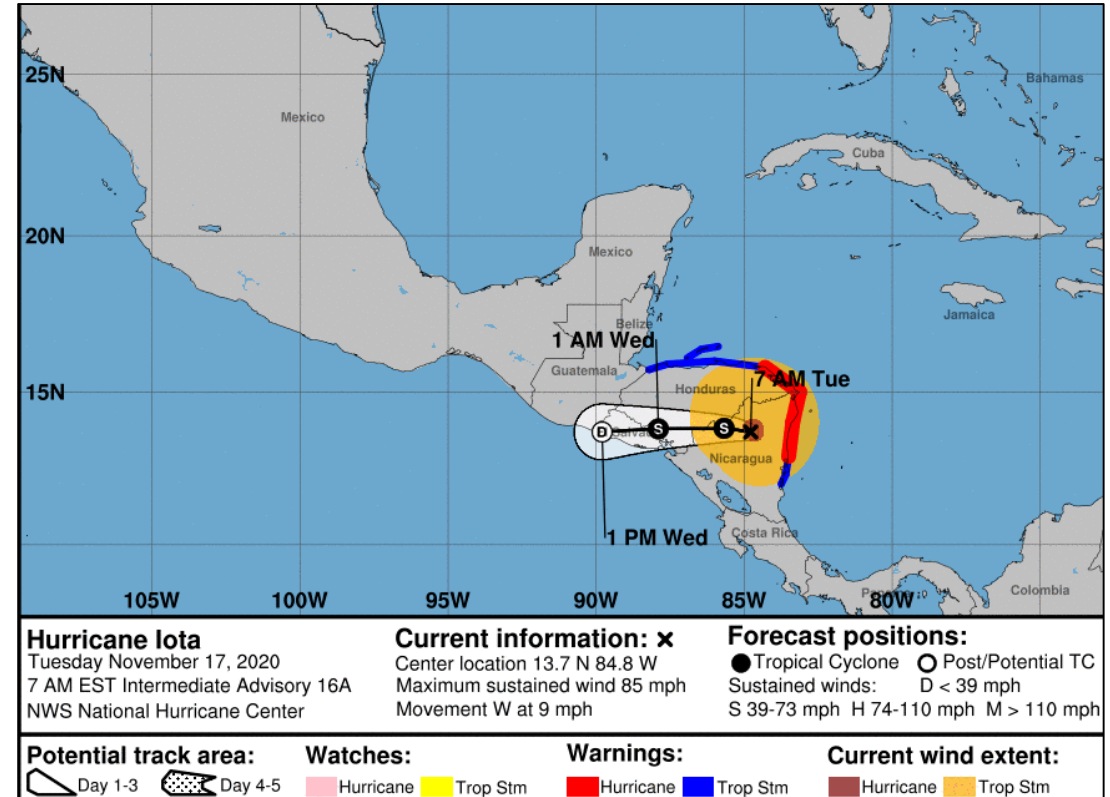 25N
Bahamas
Mexico
Cuba
20N
Mexico
Jamaica
Belize
1 AM Wed
Guatemala
7 AM Tue
15N
Honduras
D
S
S
Nicaragua
Costa Rica
1 PM Wed
Colombia
105W 100W 95W 90W 85W 80W
Hurricane Iota
Tuesday November 17, 2020
7 AM EST Intermediate Advisory 16A
NWS National Hurricane Center
Current information: x
Center location 13.7 N 84.8 W
Maximum sustained wind 85 mph
Movement W at 9 mph
Forecast positions:
Tropical Cyclone Post/Potential TC
Sustained winds: D < 39 mph
S 39-73 mph H 74-110 mph M > 110 mph
Potential track area:
Day 1-3 Day 4-5
Watches:
Hurricane Trop Stm
Warnings:
Hurricane Trop Stm
Current wind extent:
Hurricane Trop Stm